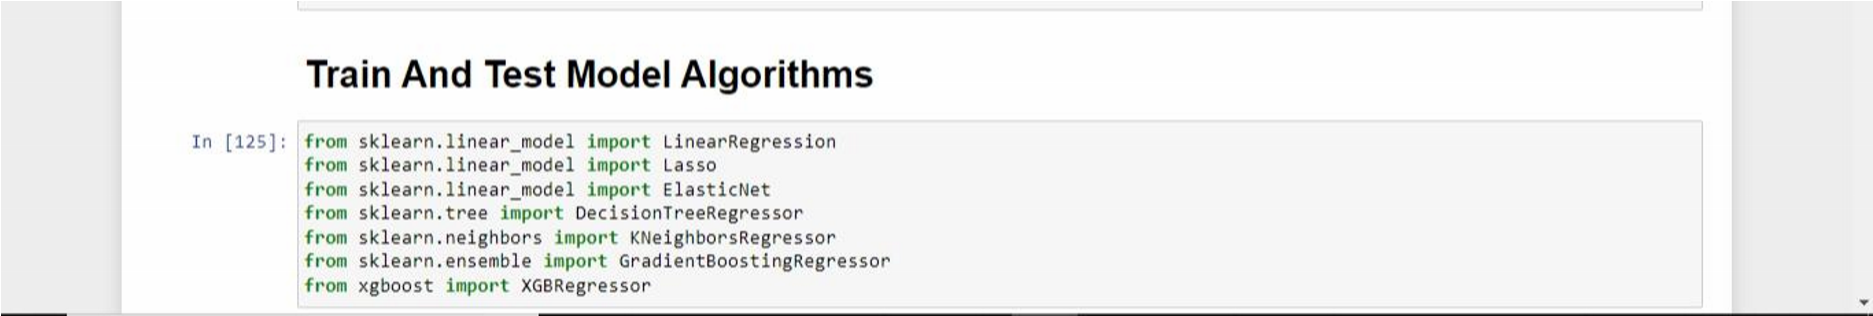 Train And Test Model Algorithms
In [125]: from sklearn.linear_model import LinearRegression
from sklearn.linear_model import Lasso
from sklearn.linear_model import ElasticNet
from sklearn.tree import DecisionTreeRegressor
from sklearn.neighbors import KNeighborsRegressor
from sklearn.ensemble import GradientBoostingRegressor
from xgboost import XGBRegressor